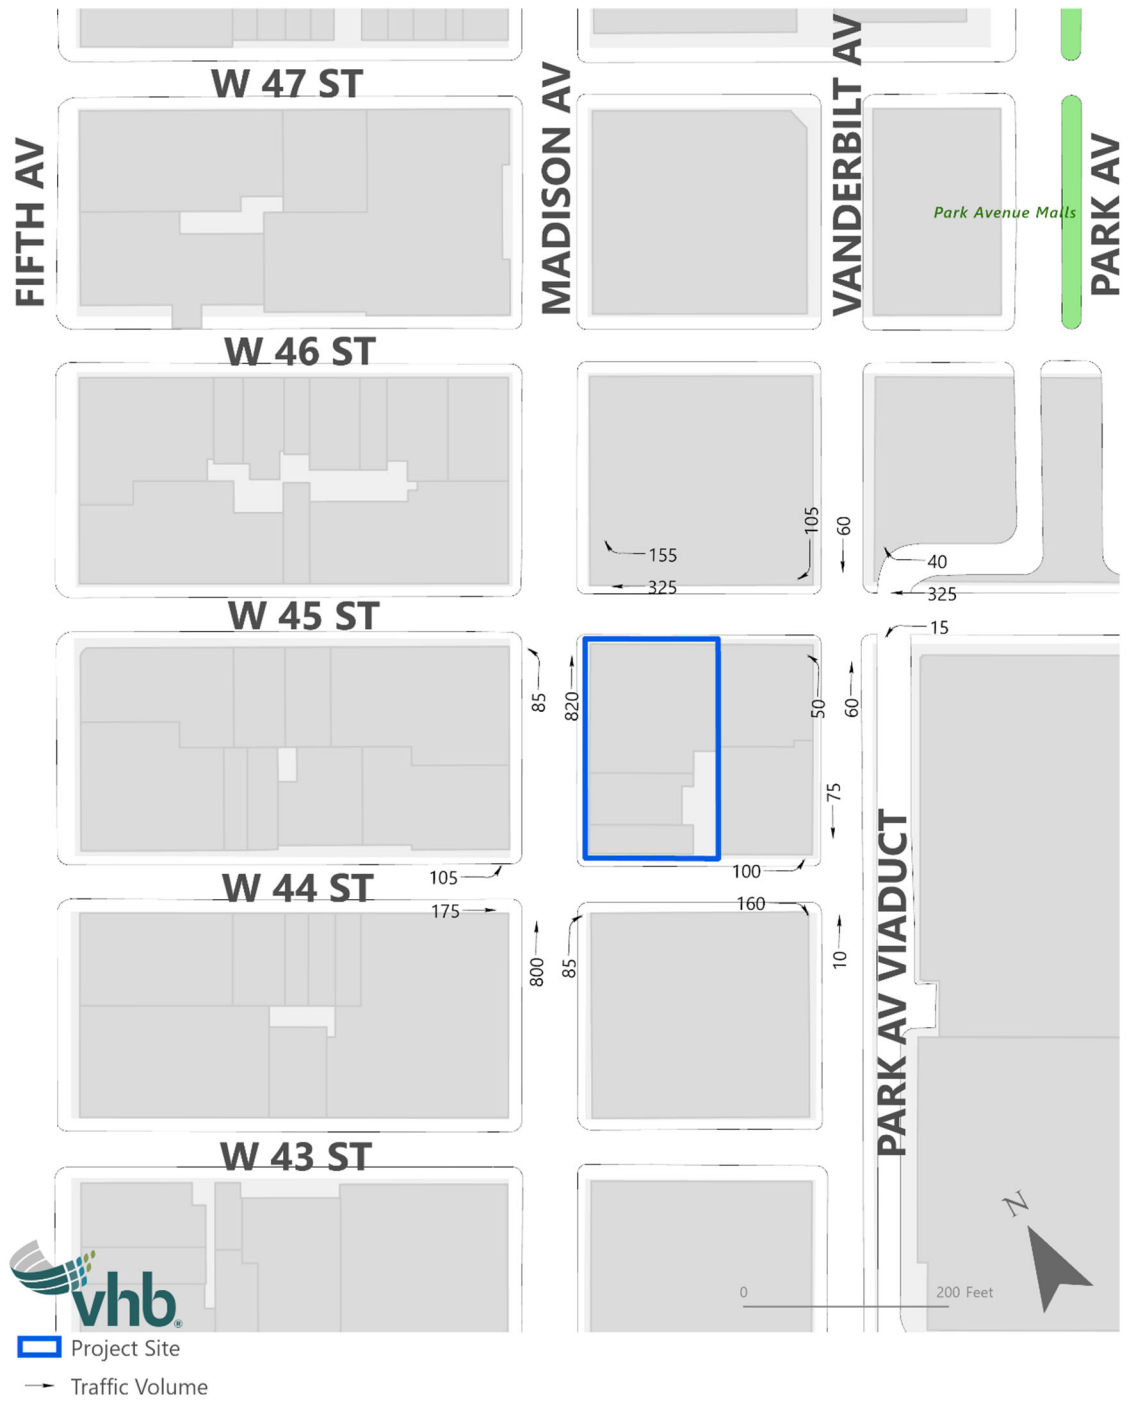 W 47 ST
FIFTH AV
MADISON AV
VANDERBILT AV
PARK AV
Park Avenue Malls
W 46 ST
105
60
155
40
325
325
W 45 ST
15
85
820
50
60
75
100
105
W 44 ST
175
160
800
85
10
PARK AV VIADUCT
W 43 ST
N
0 200 Feet
vhb®
Project Site
Traffic Volume